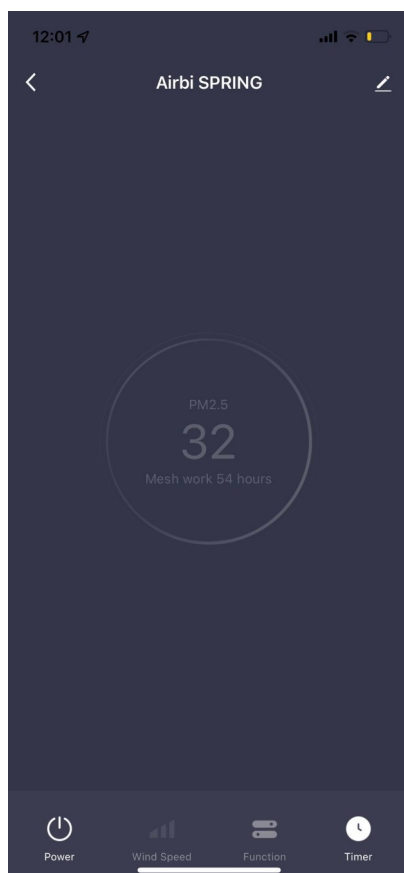 12:01
Airbi SPRING
PM2.5
32
Mesh work 54 hours
Power
Wind Speed
Function
Timer